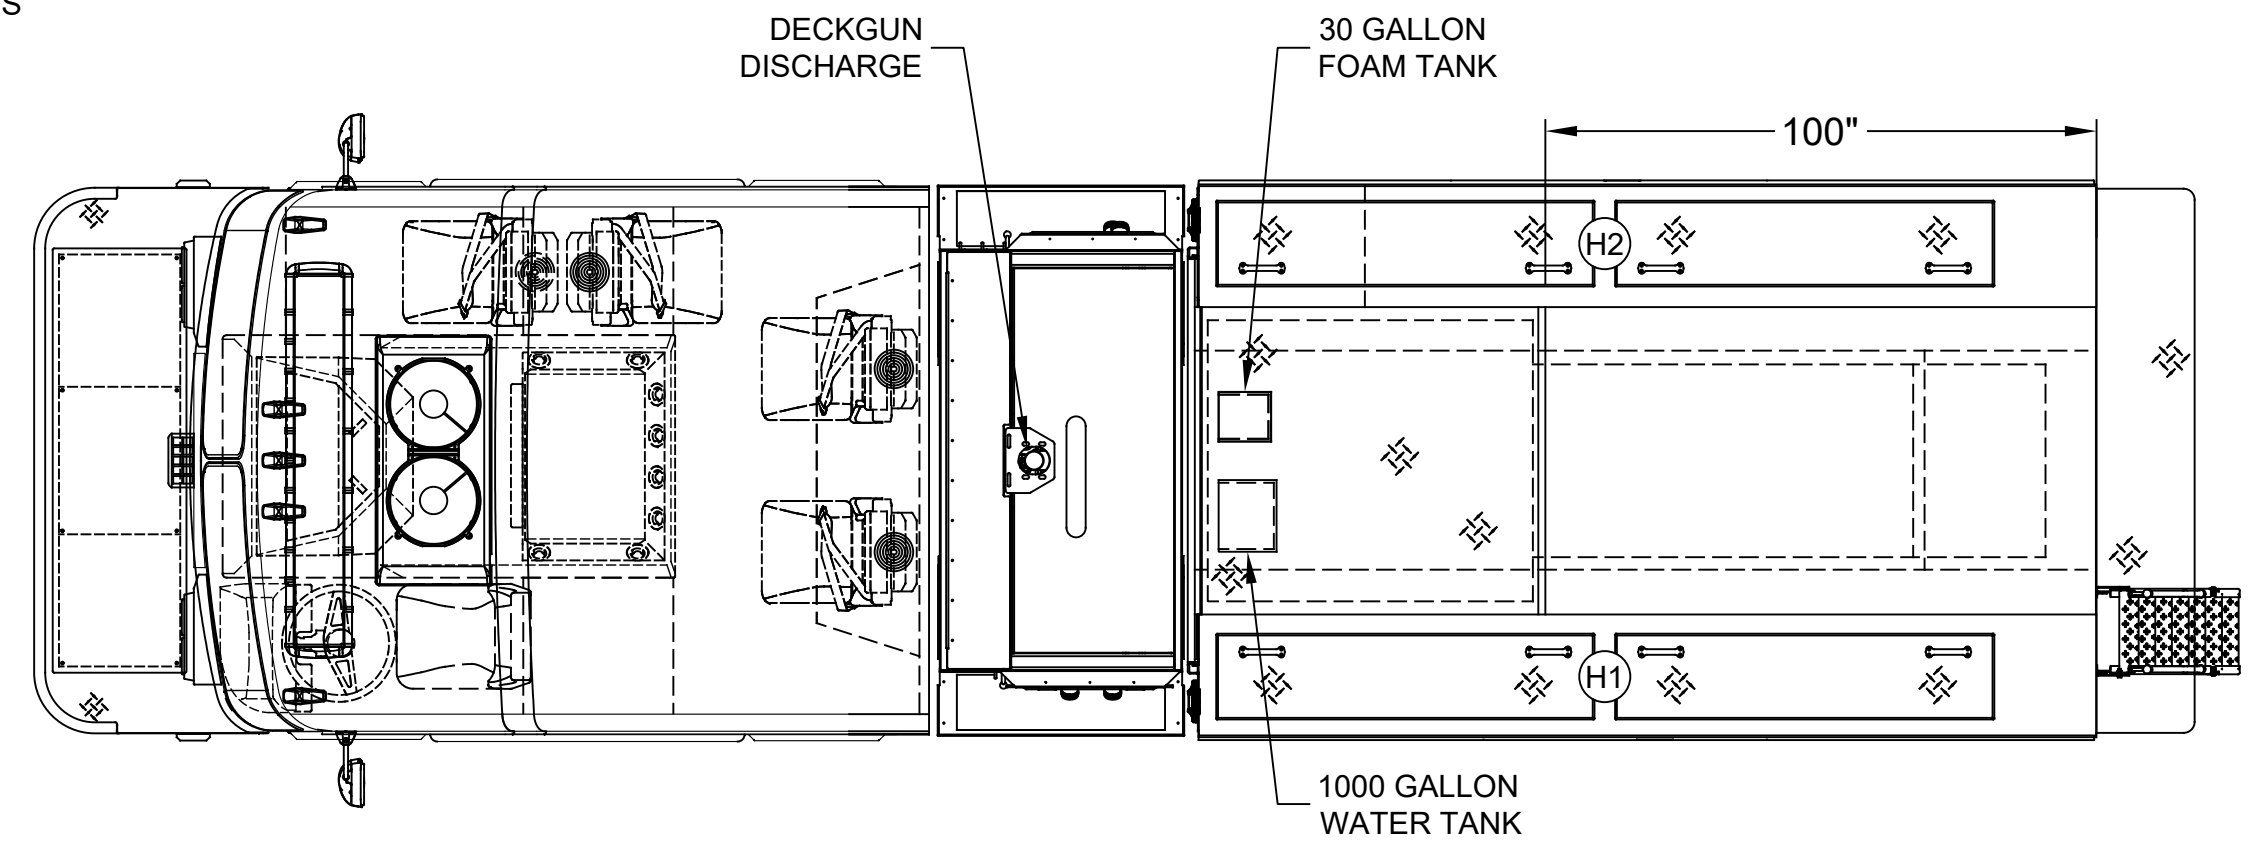 S
DECKGUN
DISCHARGE
30 GALLON
FOAM TANK
100"
H2
H1
1000 GALLON
WATER TANK